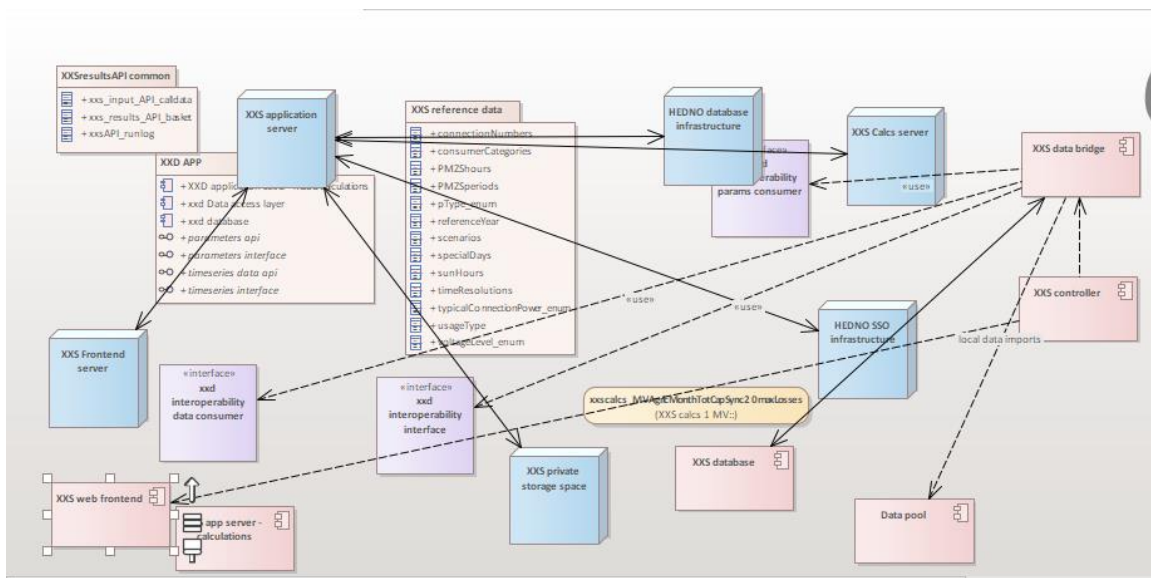 XXSresultsAPI common
+ xxs_input_API_calldata
+ xxs_results_API_basket
+ xxsAPI_runlog
XXS application
server
XXD APP
+ XXD application
+ xxd Data access layer
+ xxd database
+ parameters api
+ parameters interface
+ timeseries data api
+ timeseries interface
XXS reference data
+ connectionNumbers
+ consumerCategories
+ PMZShours
+ PMZSperiods
+ pType_enum
+ referenceYear
+ scenarios
+ specialDays
+ sunHours
+ timeResolutions
+ typicalConnectionPower_enum
+ usageType
+ voltageLevel_enum
HEDNO database
infrastructure
params consumer
XXS Calcs server
«use»
XXS data bridge
XXS controller
local data imports
«use»
«use»
HEDNO SSO
infrastructure
XXS Frontend
server
«interface»
xxd
interoperability
data consumer
«interface»
xxd
interoperability
interface
(XXS calcs 1 MV::)
XXS private
storage space
XXS database
Data pool
XXS web frontend
app server -
calculations